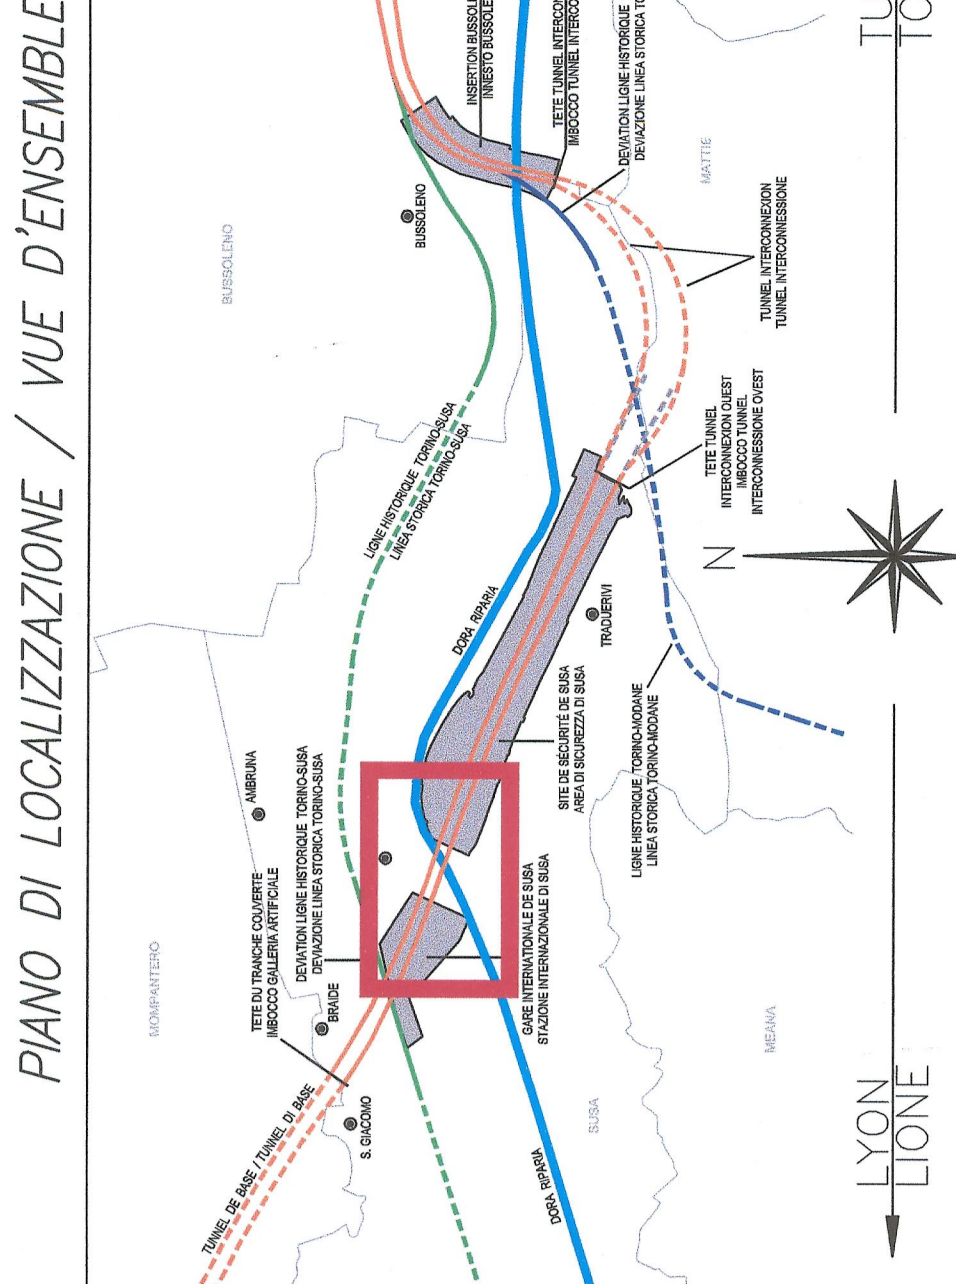 PIANO DI LOCALIZZAZIONE / VUE D'ENSEMBLE
TUNNEL DE BASE / TUNNEL DI BASE
S. GIACOMO
TETE DU TRANCHE COUVERTE
IMBOCCO GALLERIA ARTIFICIALE
BRAIDE
MOMPANTERO
AMBRUNA
DEVIATION LIGNE HISTORIQUE TORINO-SUSA
DEVIAZIONE LINEA STORICA TORINO-SUSA
LIGNE HISTORIQUE TORINO-SUSA
LINEA STORICA TORINO-SUSA
BUSSOLENO
BUSSOLENO
INSERTION
INNESTO
TETE TUNNEL
IMBOCCO TUNNEL
DEVIATION LIGNE HISTORIQUE
DEVIAZIONE LINEA STORICA
MATTIE
DORA RIPARIA
DORA RIPARIA
GARE INTERNATIONALE DE SUSA
STAZIONE INTERNAZIONALE DI SUSA
SITE DE SÉCURITÉ DE SUSA
AREA DI SICUREZZA DI SUSA
TRADUERIVI
TETE TUNNEL
INTERCONNEXION OUEST
IMBOCCO TUNNEL
INTERCONNESSIONE OVEST
TUNNEL INTERCONNEXION
TUNNEL INTERCONNESSIONE
LIGNE HISTORIQUE TORINO-MODANE
LINEA STORICA TORINO-MODANE
SUSA
MEANA
N
LYON
LIONE